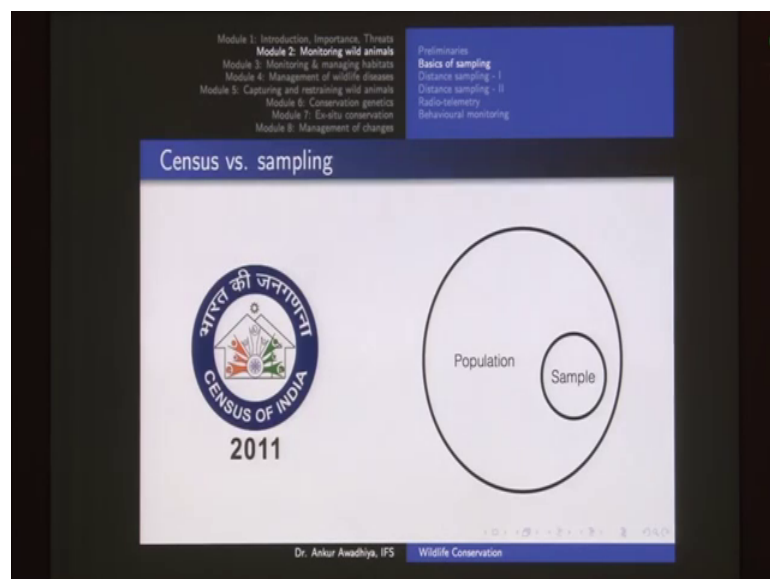 Module 1: Introduction, Importance, Threats
Module 2: Monitoring wild animals
Module 3: Monitoring & managing habitats
Module 4: Management of wildlife diseases
Module 5: Capturing and restraining wild animals
Module 6: Conservation genetics
Module 7: Ex-situ conservation
Module 8: Management of changes
Preliminaries
Basics of sampling
Distance sampling - I
Distance sampling - II
Radio-telemetry
Behavioural monitoring
Census vs. sampling
भारत की जनगणना
CENSUS OF INDIA
2011
Population
Sample
Dr. Ankur Awadhiya, IFS
Wildlife Conservation